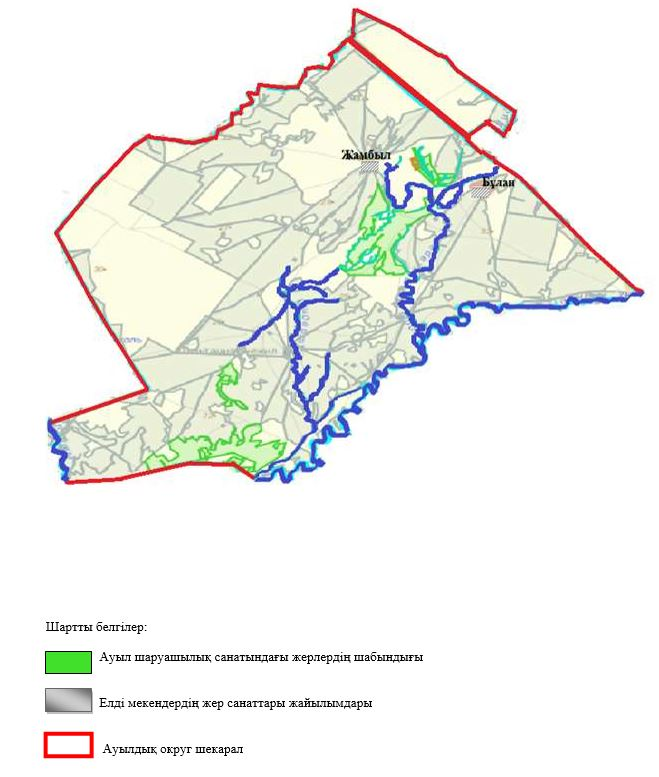 Жамбыл
Бұлан
Шартты белгілер:
Ауыл шаруашылық санатындағы жерлердің шабындығы
Елді мекендердің жер санаттары жайылымдары
Ауылдық округ шекарал